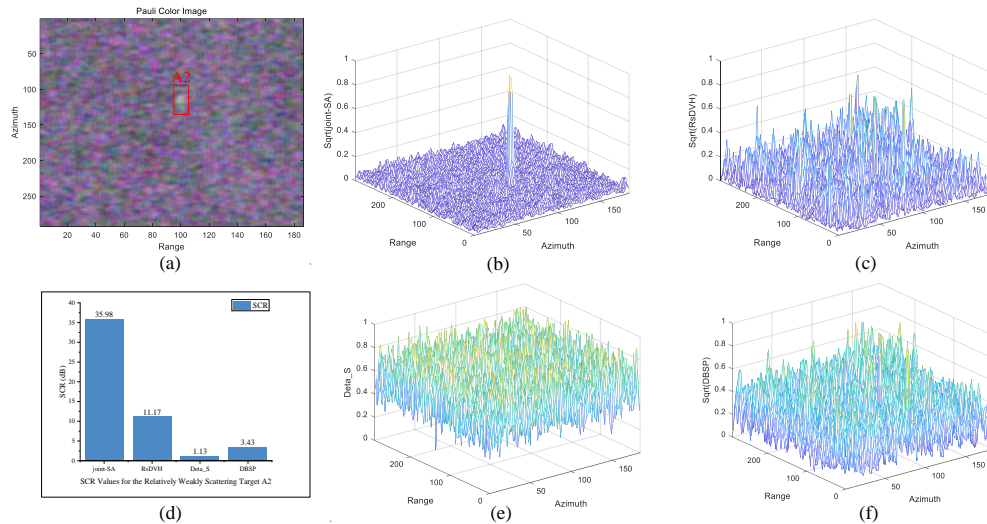 Pauli Color Image
50
100
150
200
250
Azimuth
A2
20 40 60 80 100 120 140 160 180
Range
(a)
1
0.8
0.6
0.4
0.2
0
Sqrt(joint-SA)
200
100
0
Range
50
100
150
Azimuth
(b)
1
0.8
0.6
0.4
0.2
0
Sqrt(RsDVH)
200
100
0
Range
50
100
150
Azimuth
(c)
SCR
40
35
30
25
20
15
10
5
0
SCR (dB)
35.98
11.17
1.13
3.43
joint-SA RsDVH Deta_S DBSP
SCR Values for the Relatively Weakly Scattering Target A2
(d)
1
0.8
0.6
0.4
0.2
0
Deta_S
200
100
0
Range
50
100
150
Azimuth
(e)
1
0.8
0.6
0.4
0.2
0
Sqrt(DBSP)
200
100
0
Range
50
100
150
Azimuth
(f)